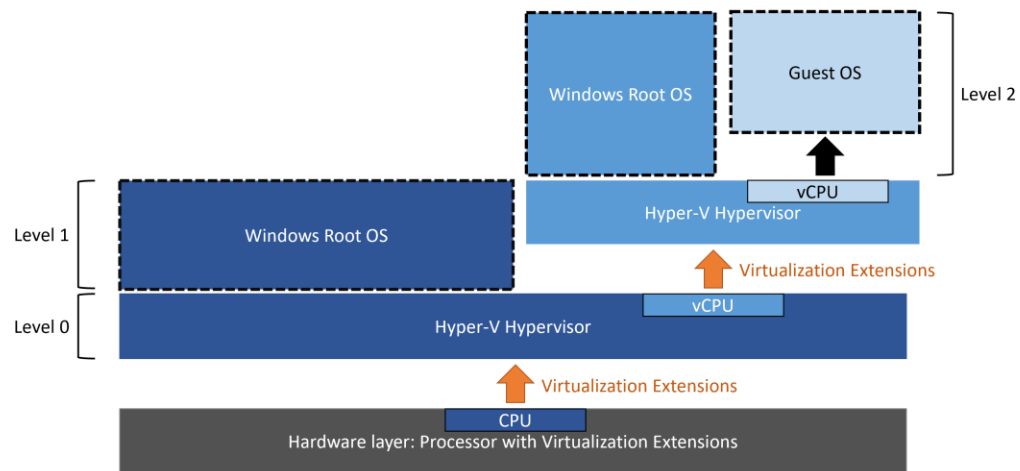 Windows Root OS
Guest OS
Level 2
vCPU
Hyper-V Hypervisor
Level 1
Windows Root OS
Virtualization Extensions
vCPU
Level 0
Hyper-V Hypervisor
Virtualization Extensions
CPU
Hardware layer: Processor with Virtualization Extensions